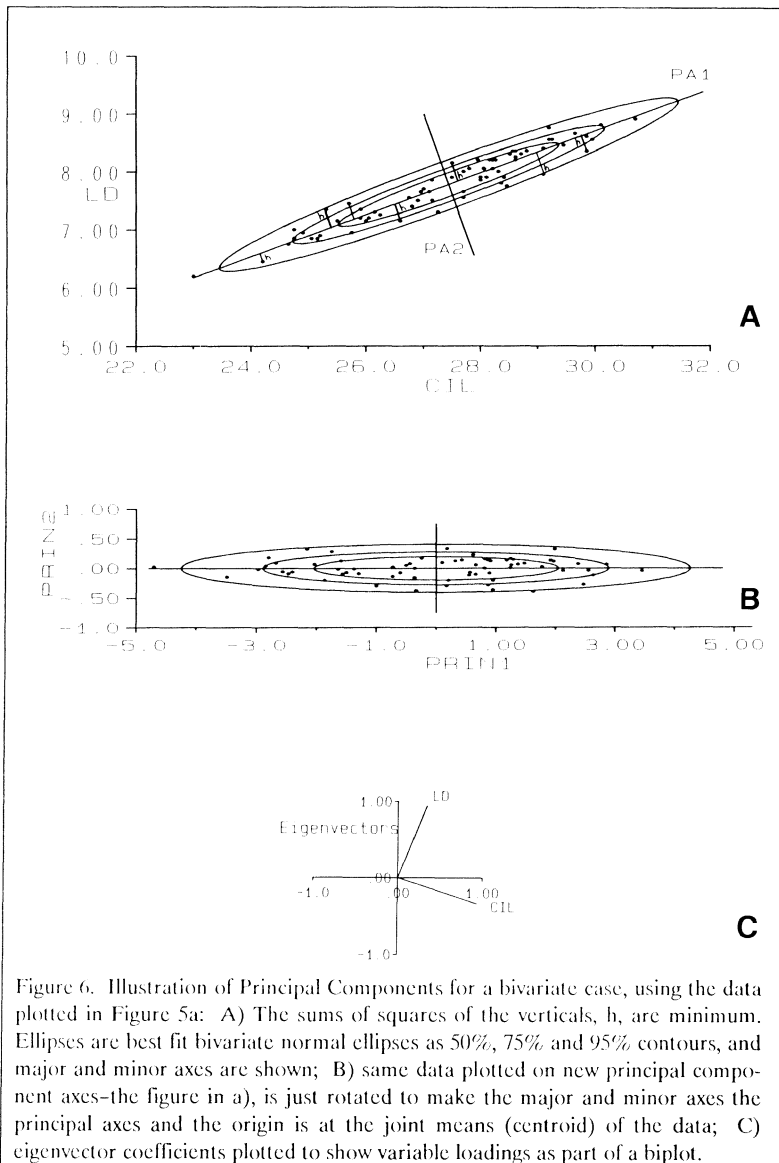 10.0
9.00
8.00
LD
7.00
6.00
5.00
22.0 24.0 26.0 28.0 30.0 32.0
CIL
PA1
PA2
h
h
h
h
h
h
h
A
PRIN2
1.00
.50
.00
-.50
-1.0
-5.0 -3.0 -1.0 1.00 3.00 5.00
PRIN1
B
1.00
LD
Eigenvectors
.00
-1.0 .00 1.00
CIL
-1.0
C
Figure 6. Illustration of Principal Components for a bivariate case, using the data
plotted in Figure 5a: A) The sums of squares of the verticals, h, are minimum.
Ellipses are best fit bivariate normal ellipses as 50%, 75% and 95% contours, and
major and minor axes are shown; B) same data plotted on new principal compo-
nent axes–the figure in a), is just rotated to make the major and minor axes the
principal axes and the origin is at the joint means (centroid) of the data; C)
eigenvector coefficients plotted to show variable loadings as part of a biplot.